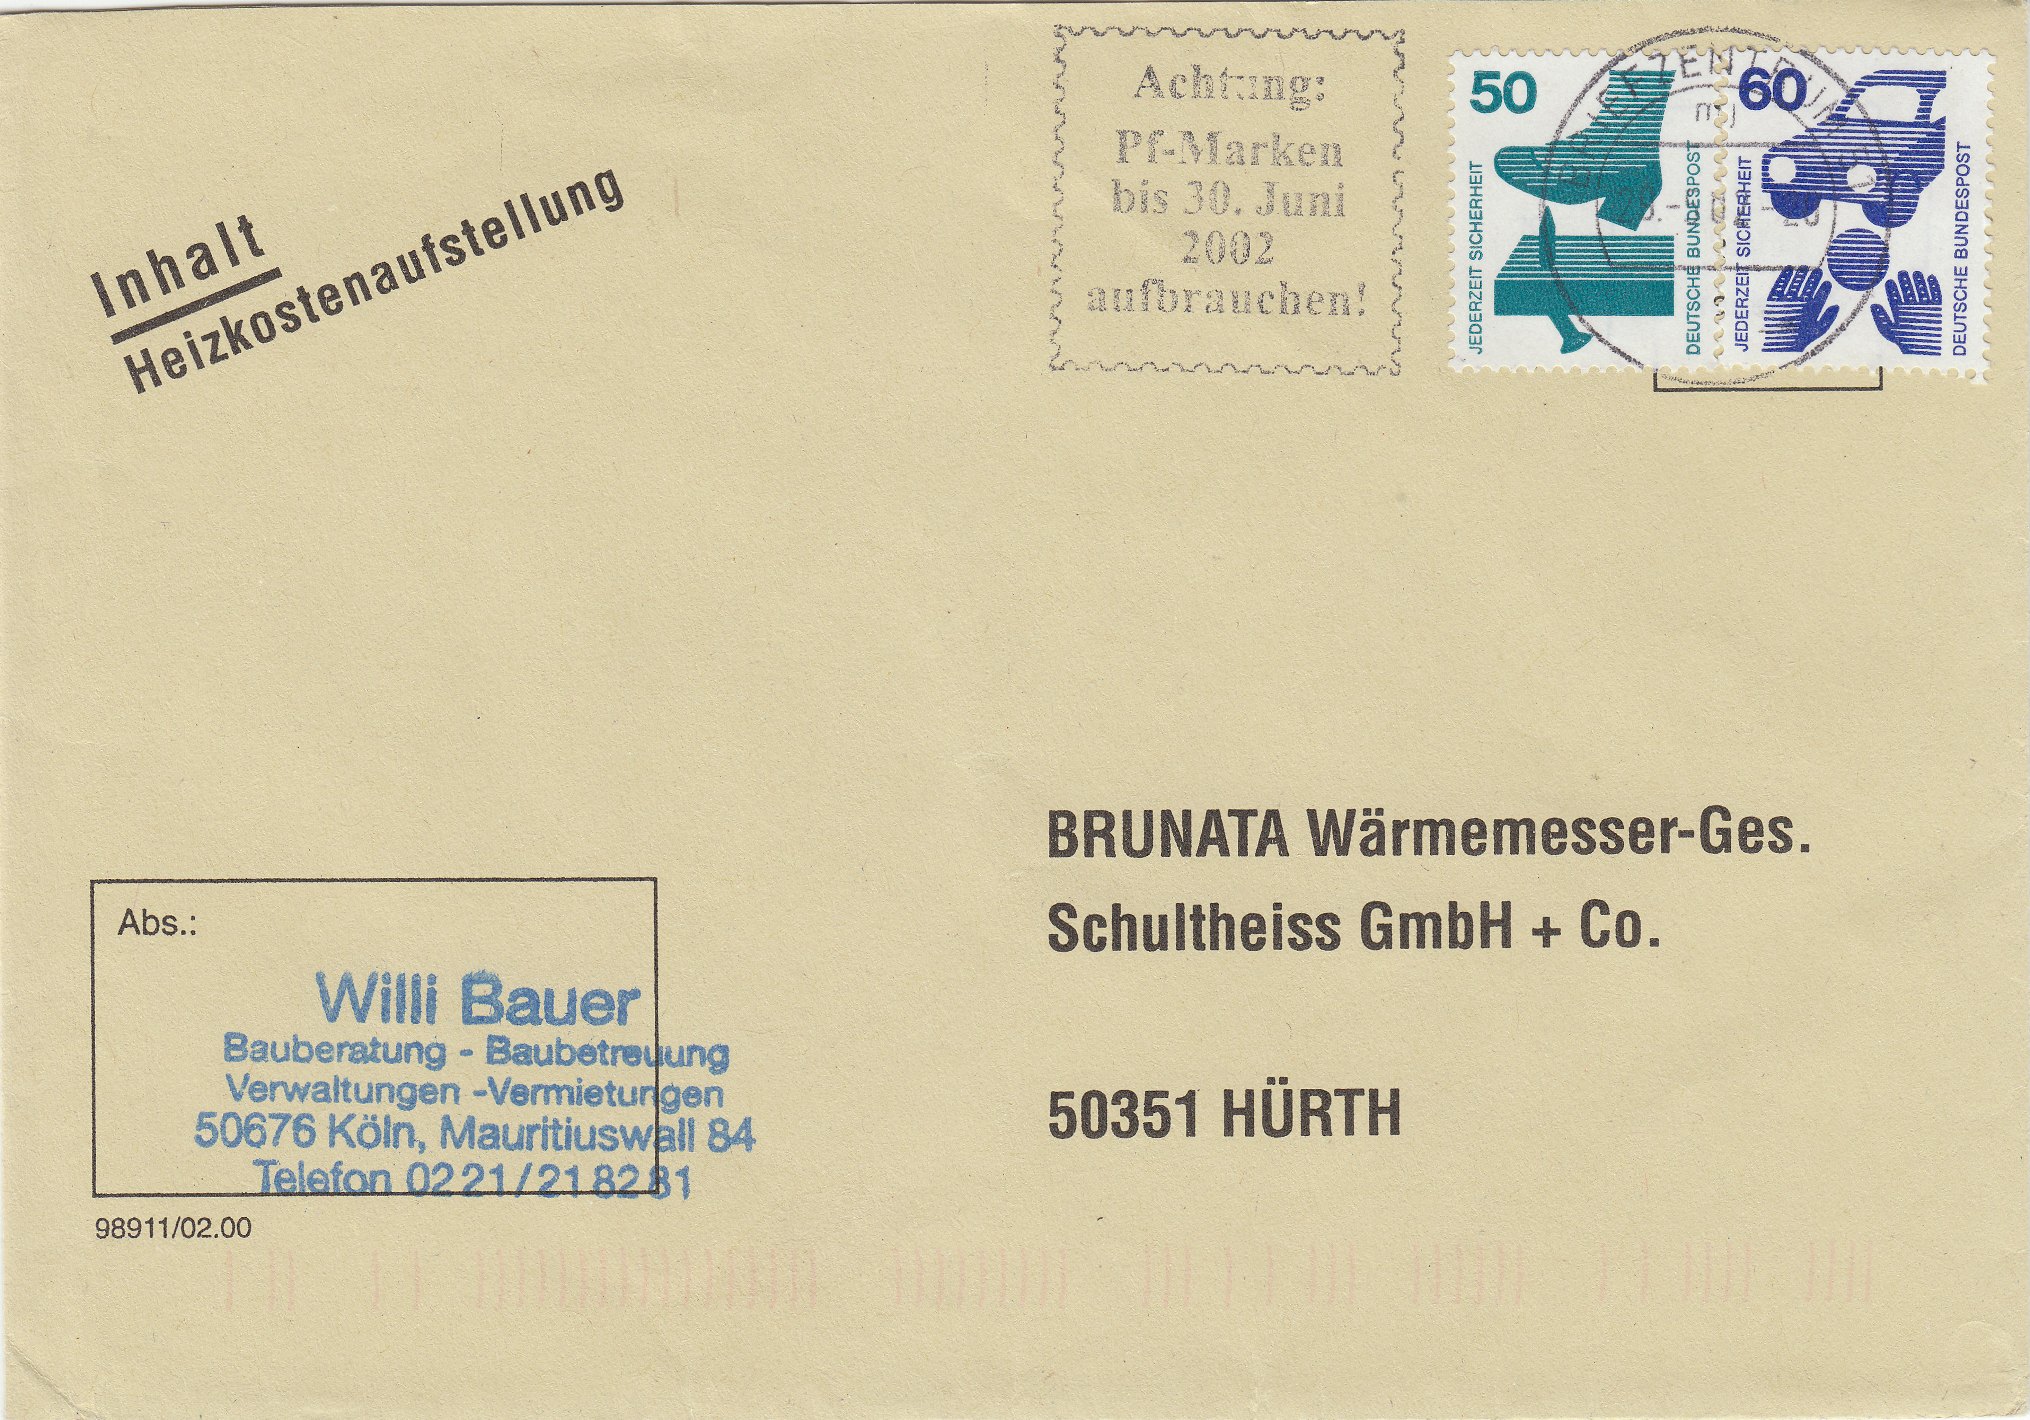 Inhalt
Heizkostenaufstellung
Achtung:
Pf-Marken
bis 30. Juni
2002
aufbrauchen!
50
JEDERZEIT SICHERHEIT
DEUTSCHE BUNDESPOST
60
JEDERZEIT SICHERHEIT
DEUTSCHE BUNDESPOST
BRIEFZENTRUM
BRUNATA Wärmemesser-Ges.
Schultheiss GmbH + Co.
50351 HÜRTH
Abs.:
Willi Bauer
Bauberatung - Baubetreuung
Verwaltungen -Vermietungen
50676 Köln, Mauritiuswall 84
Telefon 0221/218281
98911/02.00